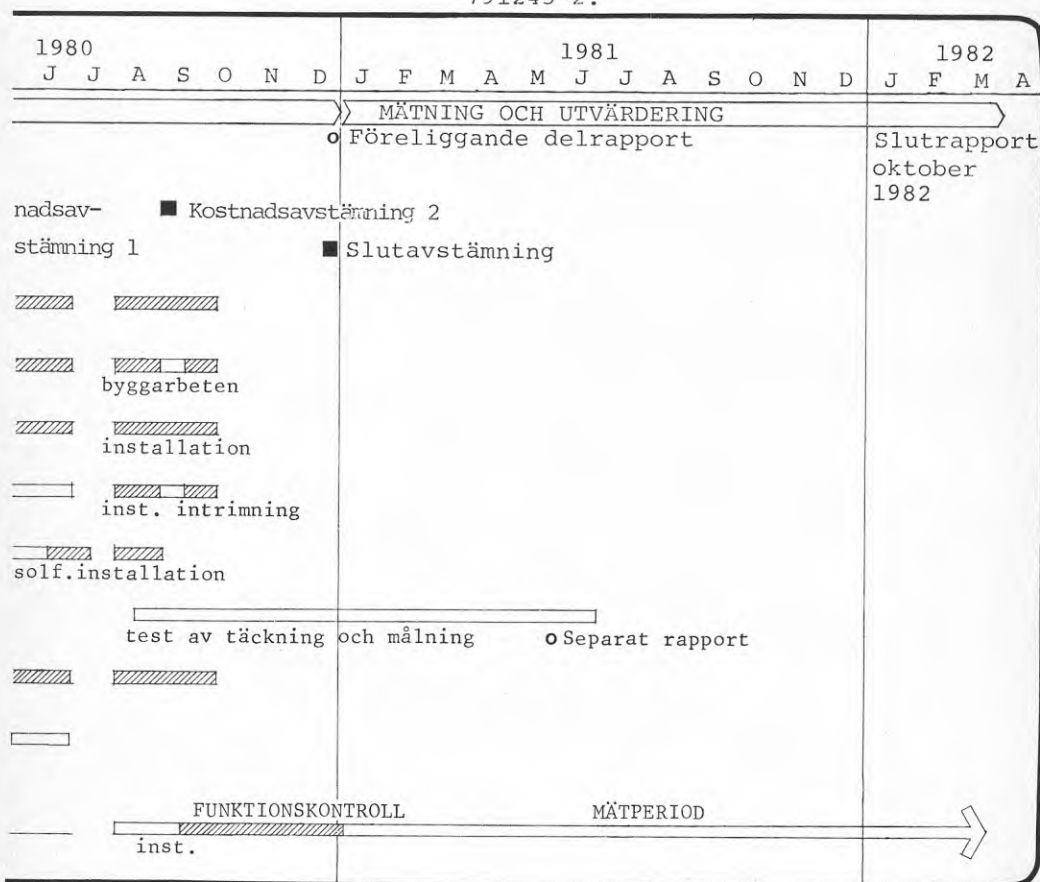 1980 1981 1982
J J A S O N D J F M A M J J A S O N D J F M A
MÄTNING OCH UTVÄRDERING
Föreliggande delrapport
Slutrapport
oktober
1982
nadsav-
Kostnadsavstämning 2
stämning 1
Slutavstämning
byggarbeten
installation
inst. intrimning
solf.installation
test av täckning och målning
Separat rapport
FUNKTIONSKONTROLL MÄTPERIOD
inst.